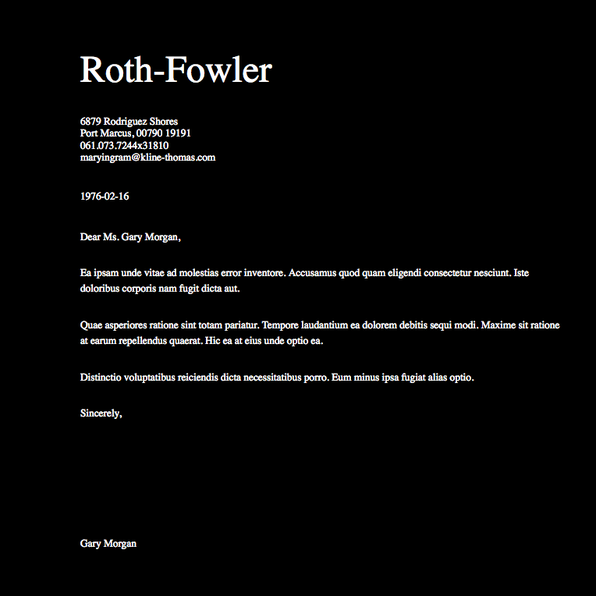 Roth-Fowler
6879 Rodriguez Shores
Port Marcus, 00790 19191
061.073.7244x31810
maryingram@kline-thomas.com
1976-02-16
Dear Ms. Gary Morgan,
Ea ipsam unde vitae ad molestias error inventore. Accusamus quod quam eligendi consectetur nesciunt. Iste
doloribus corporis nam fugit dicta aut.
Quae asperiores ratione sint totam pariatur. Tempore laudantium ea dolorem debitis sequi modi. Maxime sit ratione
at earum repellendus quaerat. Hic ea at eius unde optio ea.
Distinctio voluptatibus reiciendis dicta necessitatibus porro. Eum minus ipsa fugiat alias optio.
Sincerely,
Gary Morgan